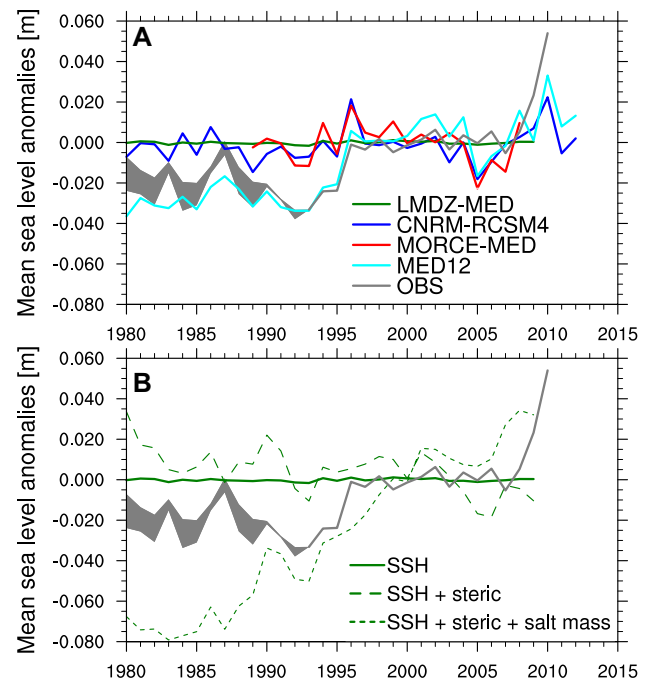 A
Mean sea level anomalies [m]
0.060
0.040
0.020
0.000
-0.020
-0.040
-0.060
-0.080
LMDZ-MED
CNRM-RCSM4
MORCE-MED
MED12
OBS
1980 1985 1990 1995 2000 2005 2010 2015
B
Mean sea level anomalies [m]
0.060
0.040
0.020
0.000
-0.020
-0.040
-0.060
-0.080
SSH
SSH + steric
SSH + steric + salt mass
1980 1985 1990 1995 2000 2005 2010 2015